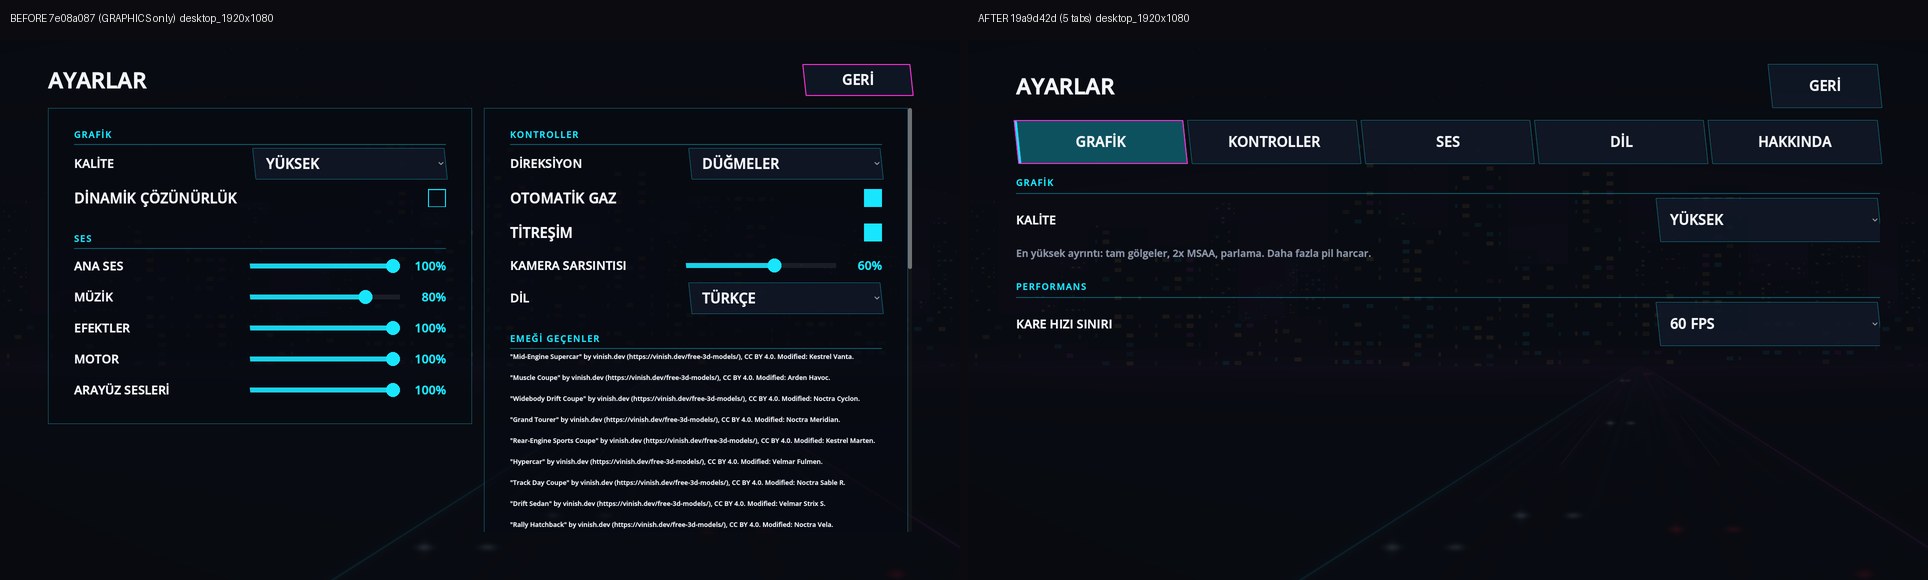 BEFORE 7e08a087 (GRAPHICS only) desktop_1920x1080
AYARLAR
GERİ
GRAFİK
KALİTE
YÜKSEK
DİNAMİK ÇÖZÜNÜRLÜK
SES
ANA SES
100%
MÜZİK
80%
EFEKTLER
100%
MOTOR
100%
ARAYÜZ SESLERİ
100%
KONTROLLER
DİREKSİYON
DÜĞMELER
OTOMATİK GAZ
TİTREŞİM
KAMERA SARSINTISI
60%
DİL
TÜRKÇE
EMEĞİ GEÇENLER
"Mid-Engine Supercar" by vinish.dev (https://vinish.dev/free-3d-models/), CC BY 4.0. Modified: Kestrel Vanta.
"Muscle Coupe" by vinish.dev (https://vinish.dev/free-3d-models/), CC BY 4.0. Modified: Arden Havoc.
"Widebody Drift Coupe" by vinish.dev (https://vinish.dev/free-3d-models/), CC BY 4.0. Modified: Noctra Cyclon.
"Grand Tourer" by vinish.dev (https://vinish.dev/free-3d-models/), CC BY 4.0. Modified: Noctra Meridian.
"Rear-Engine Sports Coupe" by vinish.dev (https://vinish.dev/free-3d-models/), CC BY 4.0. Modified: Kestrel Marten.
"Hypercar" by vinish.dev (https://vinish.dev/free-3d-models/), CC BY 4.0. Modified: Velmar Fulmen.
"Track Day Coupe" by vinish.dev (https://vinish.dev/free-3d-models/), CC BY 4.0. Modified: Noctra Sable R.
"Drift Sedan" by vinish.dev (https://vinish.dev/free-3d-models/), CC BY 4.0. Modified: Velmar Strix S.
"Rally Hatchback" by vinish.dev (https://vinish.dev/free-3d-models/), CC BY 4.0. Modified: Noctra Vela.
AFTER 19a9d42d (5 tabs) desktop_1920x1080
AYARLAR
GERİ
GRAFİK
KONTROLLER
SES
DİL
HAKKINDA
GRAFİK
KALİTE
YÜKSEK
En yüksek ayrıntı: tam gölgeler, 2x MSAA, parlama. Daha fazla pil harcar.
PERFORMANS
KARE HIZI SINIRI
60 FPS